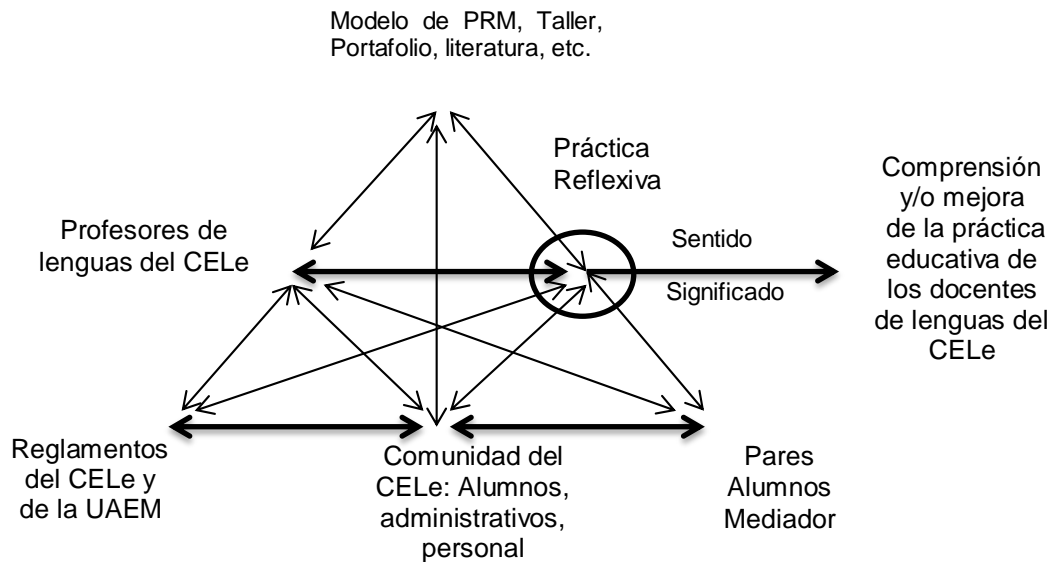 Modelo de PRM, Taller,
Portafolio, literatura, etc.
Práctica
Reflexiva
Profesores de
lenguas del CELe
Sentido
Significado
Comprensión
y/o mejora
de la práctica
educativa de
los docentes
de lenguas del
CELe
Reglamentos
del CELe y
de la UAEM
Comunidad del
CELe: Alumnos,
administrativos,
personal
Pares
Alumnos
Mediador